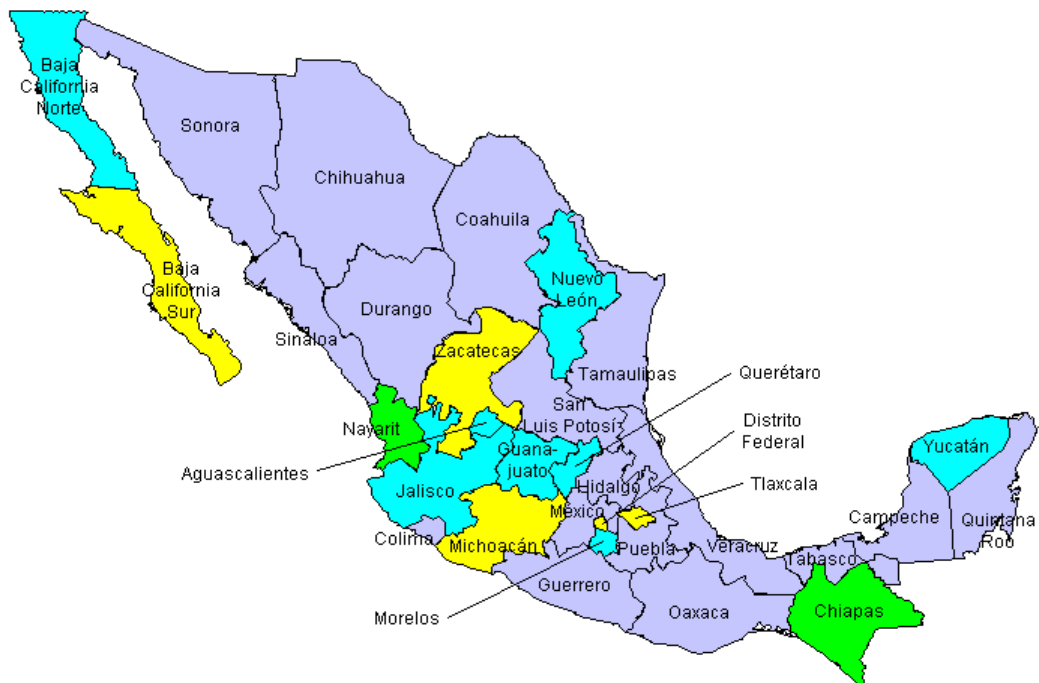 Baja
California
Norte
Sonora
Chihuahua
Coahuila
Baja
California
Sur
Nuevo
León
Durango
Sinaloa
Zacatecas
Tamaulipas
Querétaro
San
Luis Potosí
Distrito
Federal
Nayarit
Aguascalientes
Guana-
juato
Yucatán
Jalisco
Hidalgo
Tlaxcala
México
Campeche
Quintana
Roo
Colima
Michoacán
Puebla
Veracruz
Tabasco
Guerrero
Morelos
Oaxaca
Chiapas